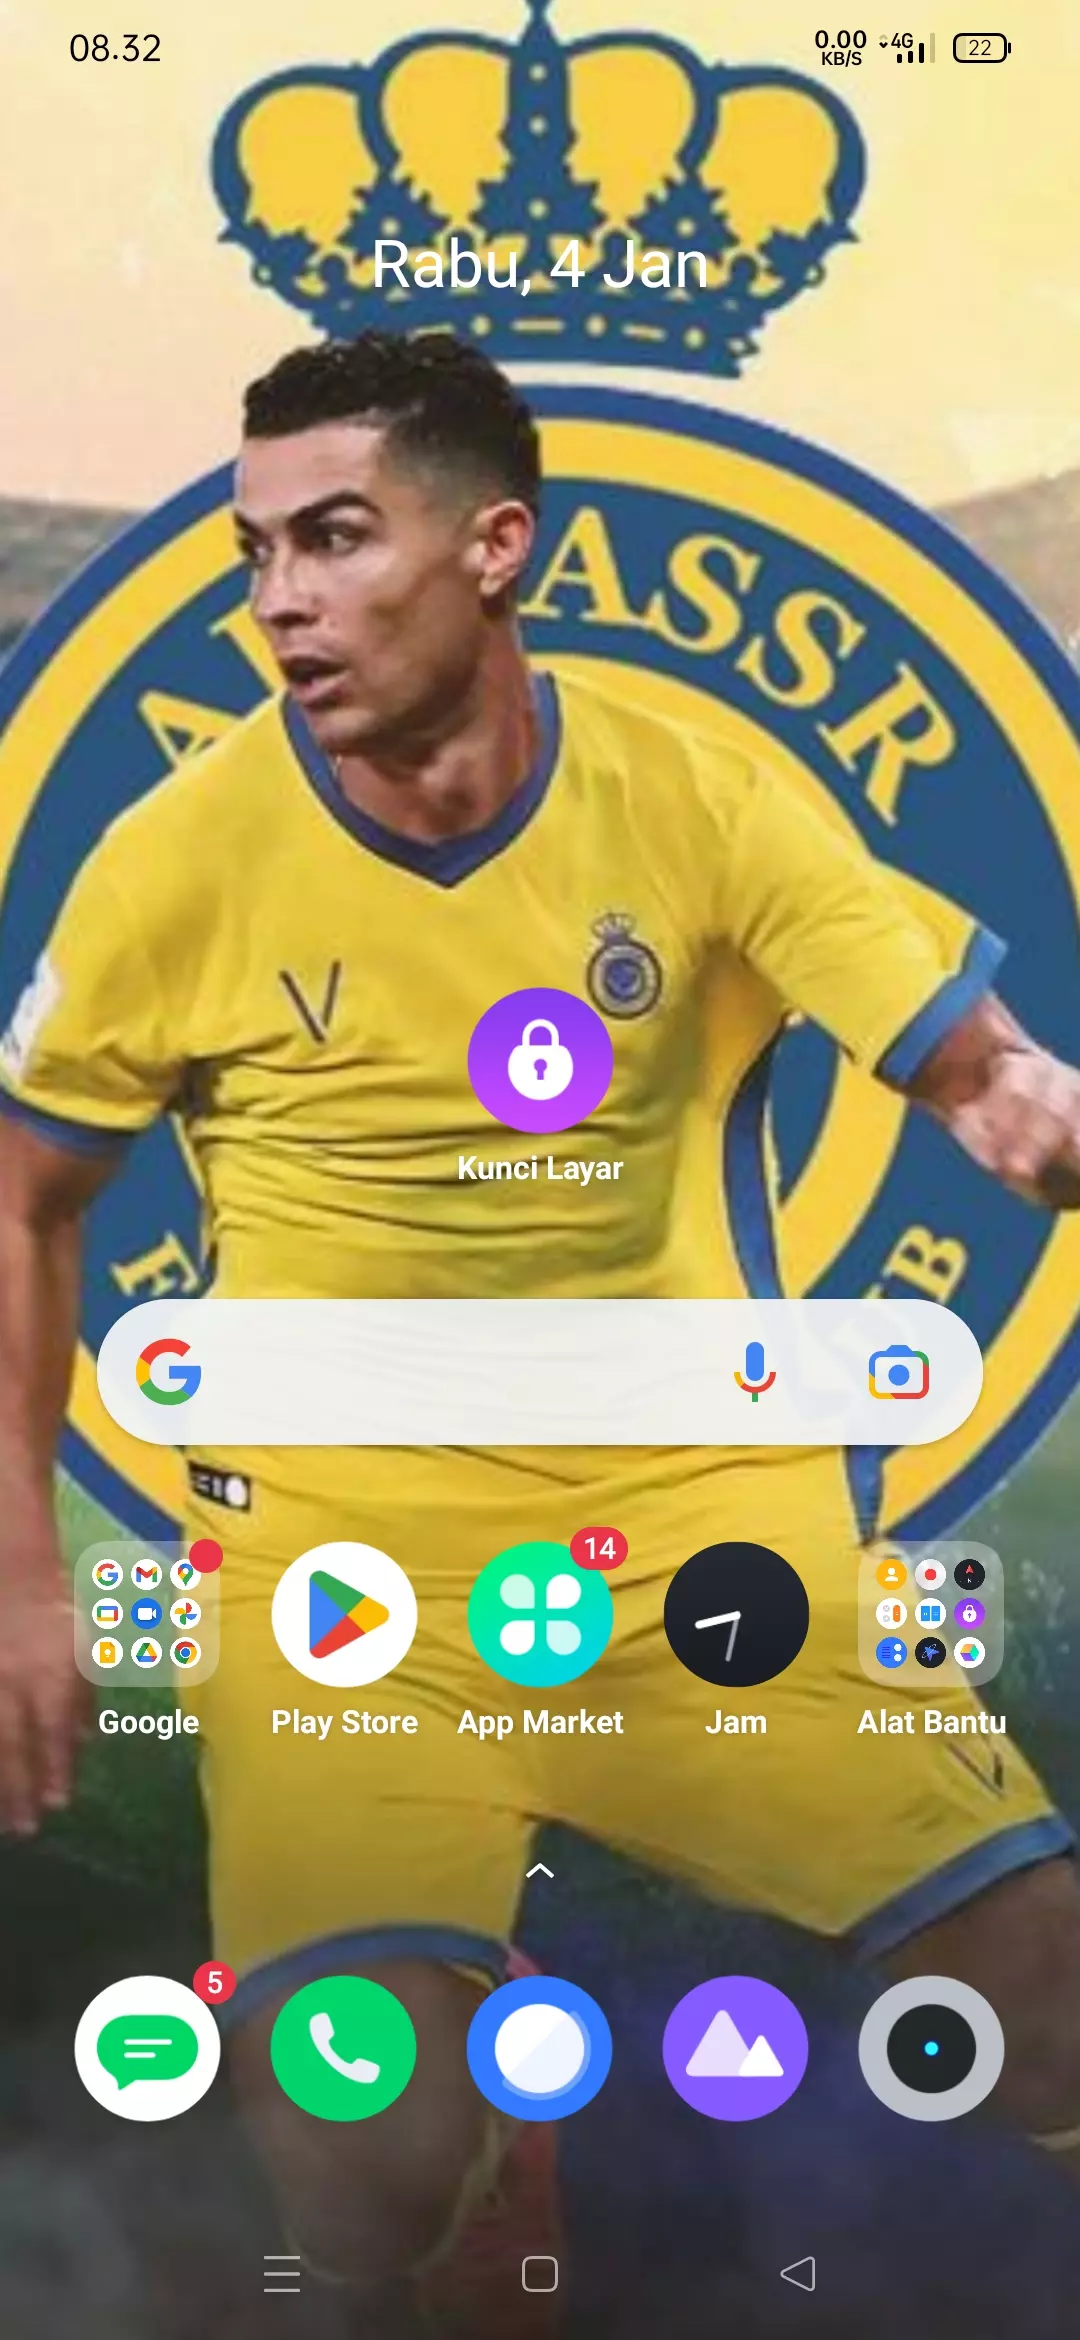 08.32
0.00
KB/S
4G
22
Rabu, 4 Jan
ASSR
Kunci Layar
14
Google
Play Store
App Market
Jam
Alat Bantu
5